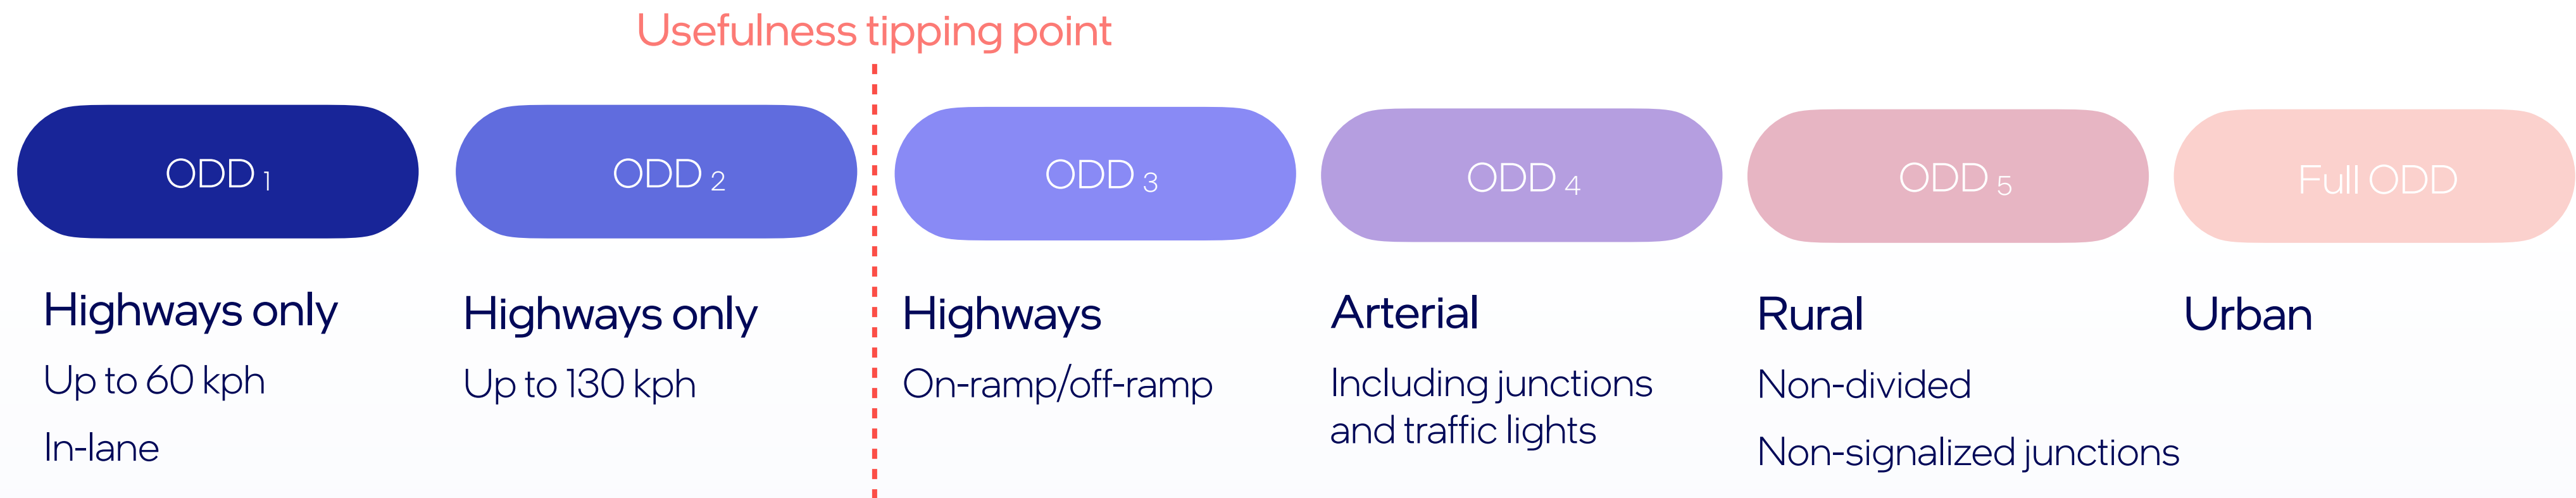 Usefulness tipping point
ODD 1
ODD 2
ODD 3
ODD 4
ODD 5
Full ODD
Highways only
Up to 60 kph
In-lane
Highways only
Up to 130 kph
Highways
On-ramp/off-ramp
Arterial
Including junctions
and traffic lights
Rural
Non-divided
Non-signalized junctions
Urban